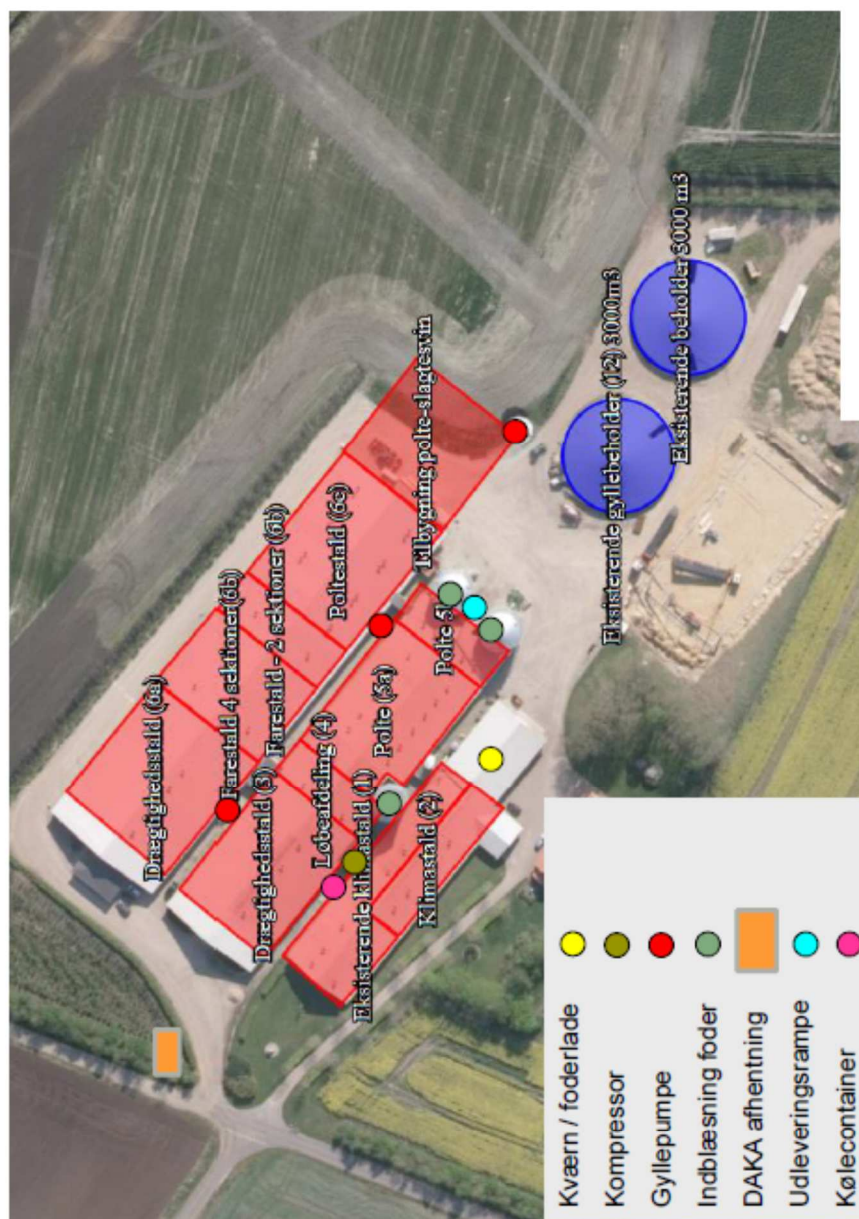 Drægtighedsstald (6a)
Farestald 4 sektioner(6b)
Farestald - 2 sektioner (6b)
Poltestald (6c)
Tilbygning polte-slagtesvin
Drægtighedsstald (3)
Løbeafdeling (4)
Polte (5a)
Polte 5
Eksisterende klimastald (1)
Klimastald (2)
Eksisterende gyllebeholder (12) 3000m3
Eksisterende beholder 3000 m3
Kværn / foderlade
Kompressor
Gyllepumpe
Indblæsning foder
DAKA afhentning
Udleveringsrampe
Kølecontainer